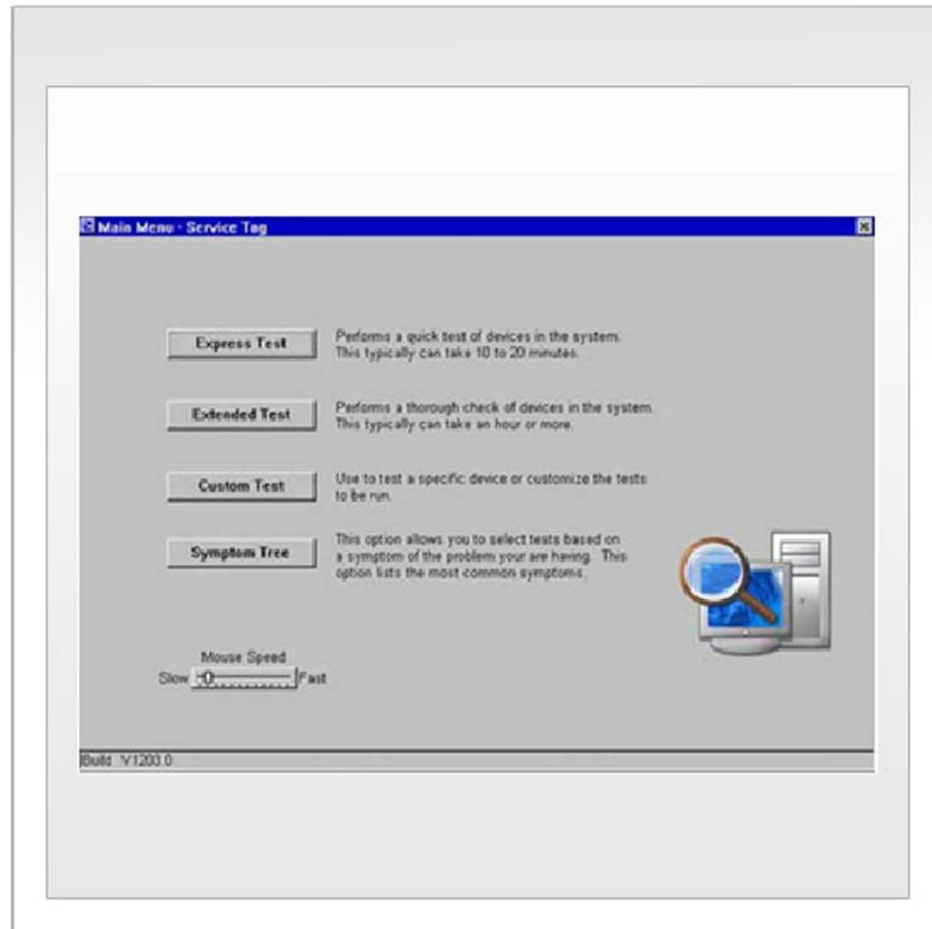 Main Menu - Service Tag
Express Test
Performs a quick test of devices in the system.
This typically can take 10 to 20 minutes.
Extended Test
Performs a thorough check of devices in the system.
This typically can take an hour or more.
Custom Test
Use to test a specific device or customize the tests
to be run.
Symptom Tree
This option allows you to select tests based on
a symptom of the problem your are having. This
option lists the most common symptoms.
Mouse Speed
Slow Fast
Build V1203.0